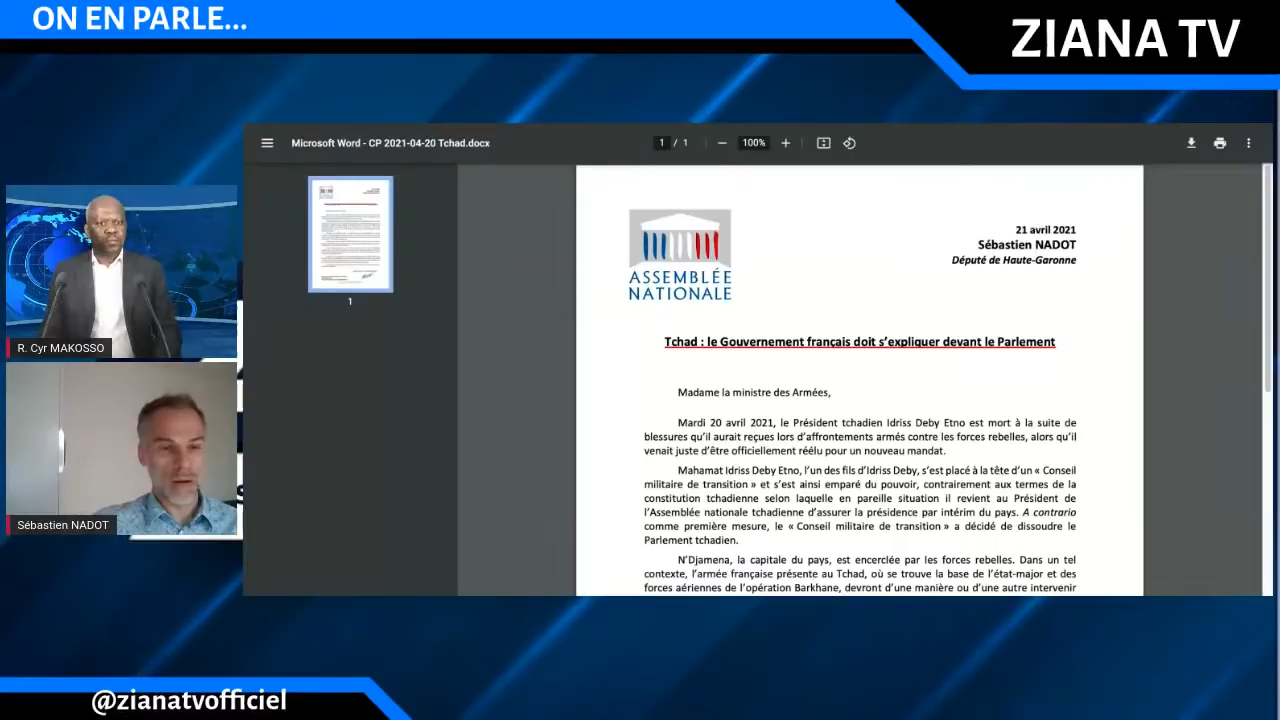 ON EN PARLE...
ZIANA TV
Microsoft Word - CP 2021-04-20 Tchad.docx
1 / 1
100%
R. Cyr MAKOSSO
Sébastien NADOT
1
ASSEMBLÉE
NATIONALE
21 avril 2021
Sébastien NADOT
Député de Haute-Garonne
Tchad : le Gouvernement français doit s’expliquer devant le Parlement
Madame la ministre des Armées,
Mardi 20 avril 2021, le Président tchadien Idriss Deby Etno est mort à la suite de
blessures qu’il aurait reçues lors d’affrontements armés contre les forces rebelles, alors qu’il
venait juste d’être officiellement réélu pour un nouveau mandat.
Mahamat Idriss Deby Etno, l’un des fils d’Idriss Deby, s’est placé à la tête d’un « Conseil
militaire de transition » et s’est ainsi emparé du pouvoir, contrairement aux termes de la
constitution tchadienne selon laquelle en pareille situation il revient au Président de
l’Assemblée nationale tchadienne d’assurer la présidence par intérim du pays. A contrario
comme première mesure, le « Conseil militaire de transition » a décidé de dissoudre le
Parlement tchadien.
N’Djamena, la capitale du pays, est encerclée par les forces rebelles. Dans un tel
contexte, l’armée française présente au Tchad, où se trouve la base de l’état-major et des
forces aériennes de l’opération Barkhane, devront d’une manière ou d’une autre intervenir
@zianatvofficiel